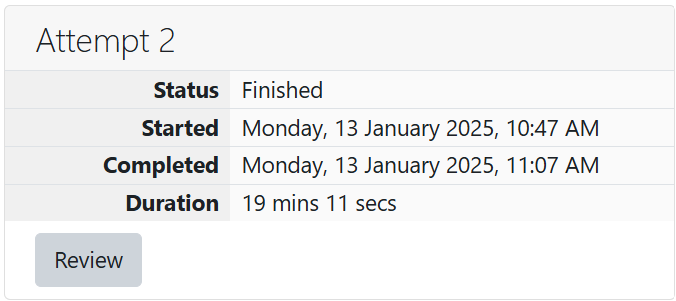 Attempt 2
Status Finished
Started Monday, 13 January 2025, 10:47 AM
Completed Monday, 13 January 2025, 11:07 AM
Duration 19 mins 11 secs
Review